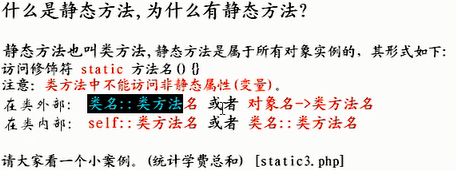 什么是静态方法,为什么有静态方法?
静态方法也叫类方法,静态方法是属于所有对象实例的,其形式如下:
访问修饰符 static 方法名(){}
注意: 类方法中不能访问非静态属性(变量)。
在类外部: 类名::类方法名 或者 对象名->类方法名
在类内部: self::类方法名 或者 类名::类方法名
请大家看一个小案例。(统计学费总和) [static3.php]